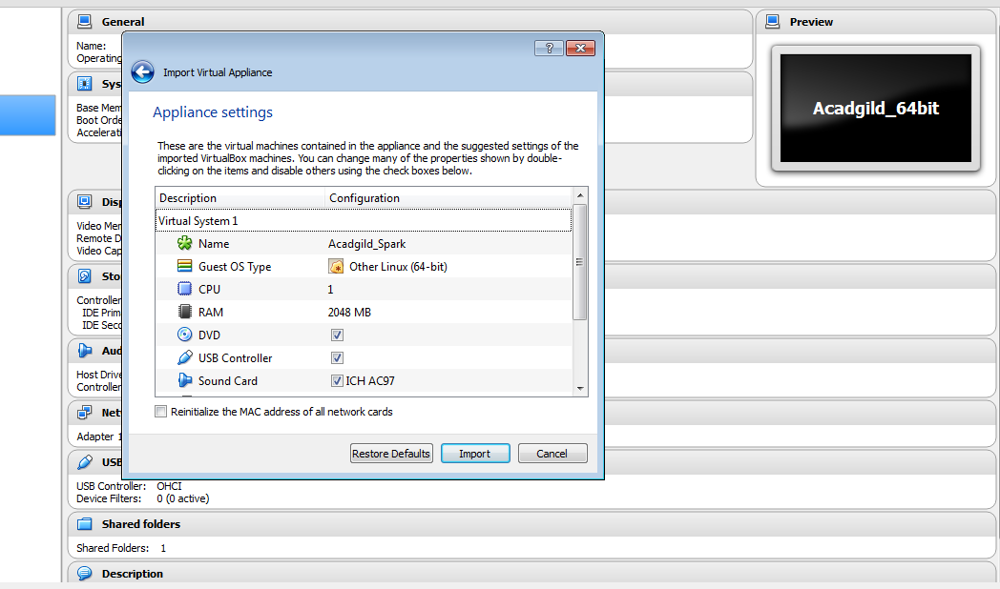 General
Name:
Operating
Preview
Acadgild_64bit
Sys
Base Mem
Boot Orde
Accelerati
Import Virtual Appliance
Appliance settings
These are the virtual machines contained in the appliance and the suggested settings of the
imported VirtualBox machines. You can change many of the properties shown by double-
clicking on the items and disable others using the check boxes below.
Description Configuration
Virtual System 1
Name Acadgild_Spark
Guest OS Type Other Linux (64-bit)
CPU 1
RAM 2048 MB
DVD
USB Controller
Sound Card ICH AC97
Reinitialize the MAC address of all network cards
Restore Defaults Import Cancel
Disp
Video Mem
Remote D
Video Cap
Sto
Controller
IDE Prim
IDE Seco
Aud
Host Drive
Controller
Net
Adapter 1
USB
USB Controller: OHCI
Device Filters: 0 (0 active)
Shared folders
Shared Folders: 1
Description